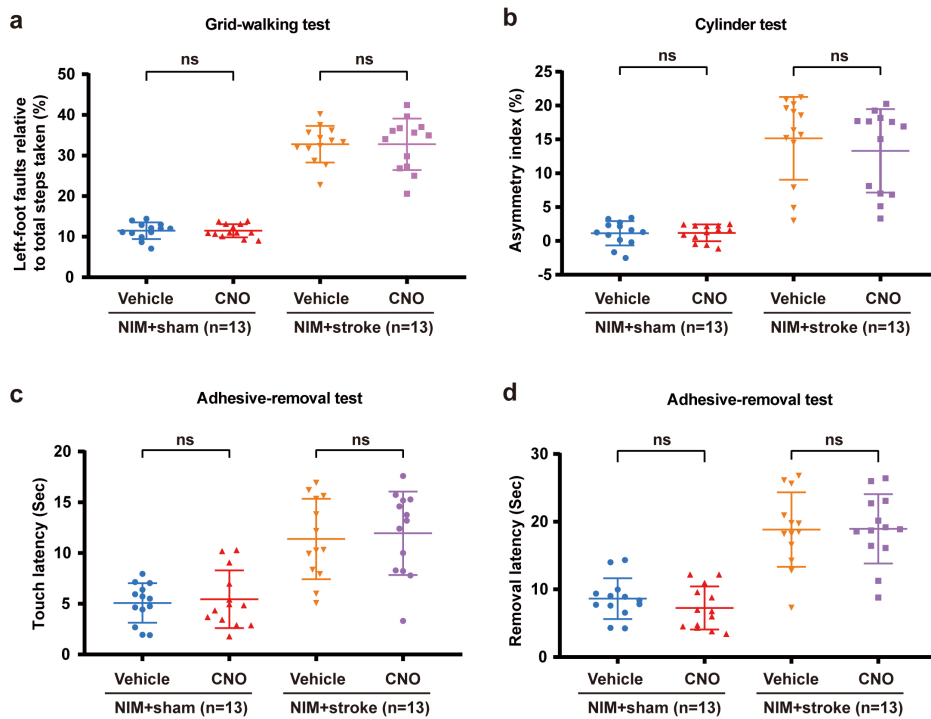 a
Grid-walking test
ns
ns
Left-foot faults relative
to total steps taken (%)
50
40
30
20
10
0
Vehicle
CNO
Vehicle
CNO
NIM+sham (n=13)
NIM+stroke (n=13)
b
Cylinder test
ns
ns
Asymmetry index (%)
25
20
15
10
5
0
-5
Vehicle
CNO
Vehicle
CNO
NIM+sham (n=13)
NIM+stroke (n=13)
c
Adhesive-removal test
ns
ns
Touch latency (Sec)
20
15
10
5
0
Vehicle
CNO
Vehicle
CNO
NIM+sham (n=13)
NIM+stroke (n=13)
d
Adhesive-removal test
ns
ns
Removal latency (Sec)
30
20
10
0
Vehicle
CNO
Vehicle
CNO
NIM+sham (n=13)
NIM+stroke (n=13)